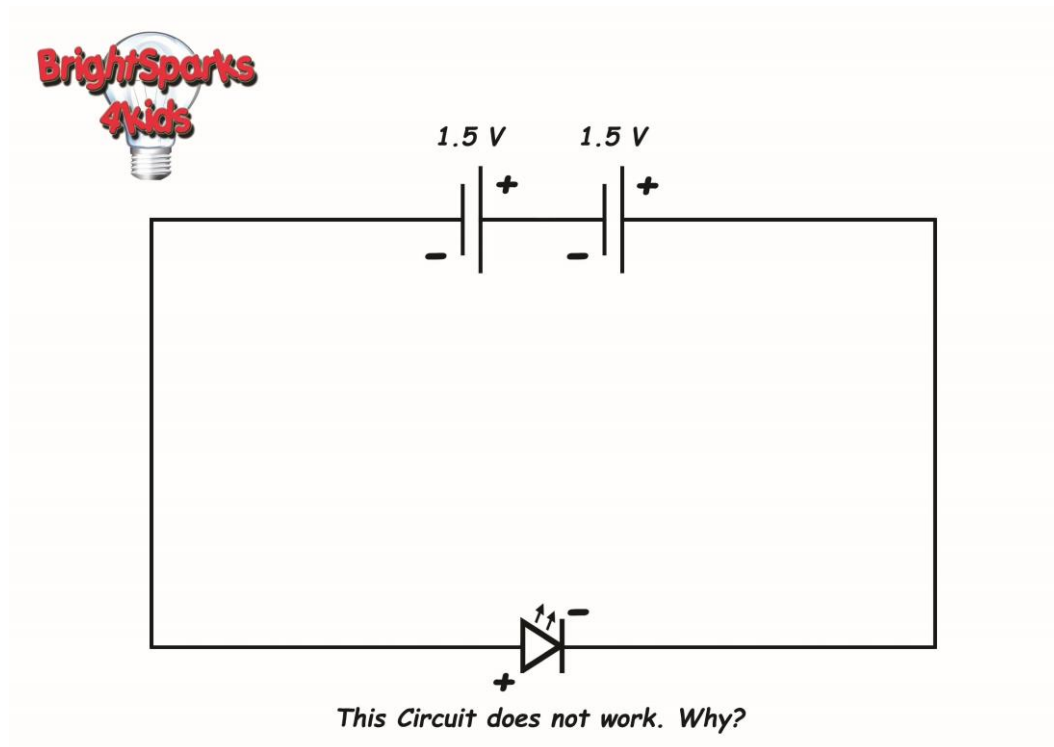 BrightSparks
4kids
1.5 V 1.5 V
+ +
- -
-
+
This Circuit does not work. Why?